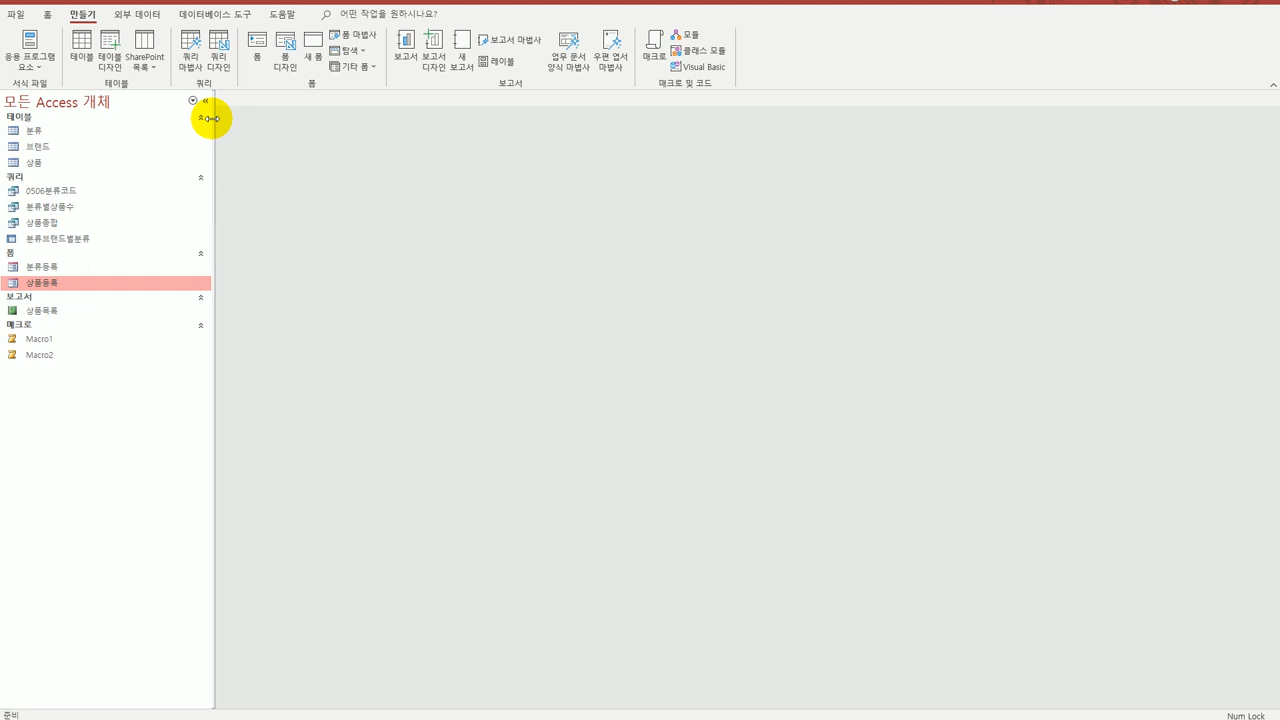 파일 홈 만들기 외부 데이터 데이터베이스 도구 도움말 어떤 작업을 원하시나요?
응용 프로그램 요소
서식 파일
테이블
테이블 디자인
SharePoint 목록
테이블
쿼리 마법사
쿼리 디자인
쿼리
폼
폼 디자인
새 폼
폼 마법사
탐색
기타 폼
폼
보고서
보고서 디자인
새 보고서
보고서 마법사
레이블
업무 문서 양식 마법사
우편 엽서 마법사
보고서
매크로
모듈
클래스 모듈
Visual Basic
매크로 및 코드
모든 Access 개체
테이블
분류
브랜드
상품
쿼리
0506분류코드
분류별상품수
상품종합
분류브랜드별분류
폼
분류등록
상품등록
보고서
상품목록
매크로
Macro1
Macro2
준비
Num Lock